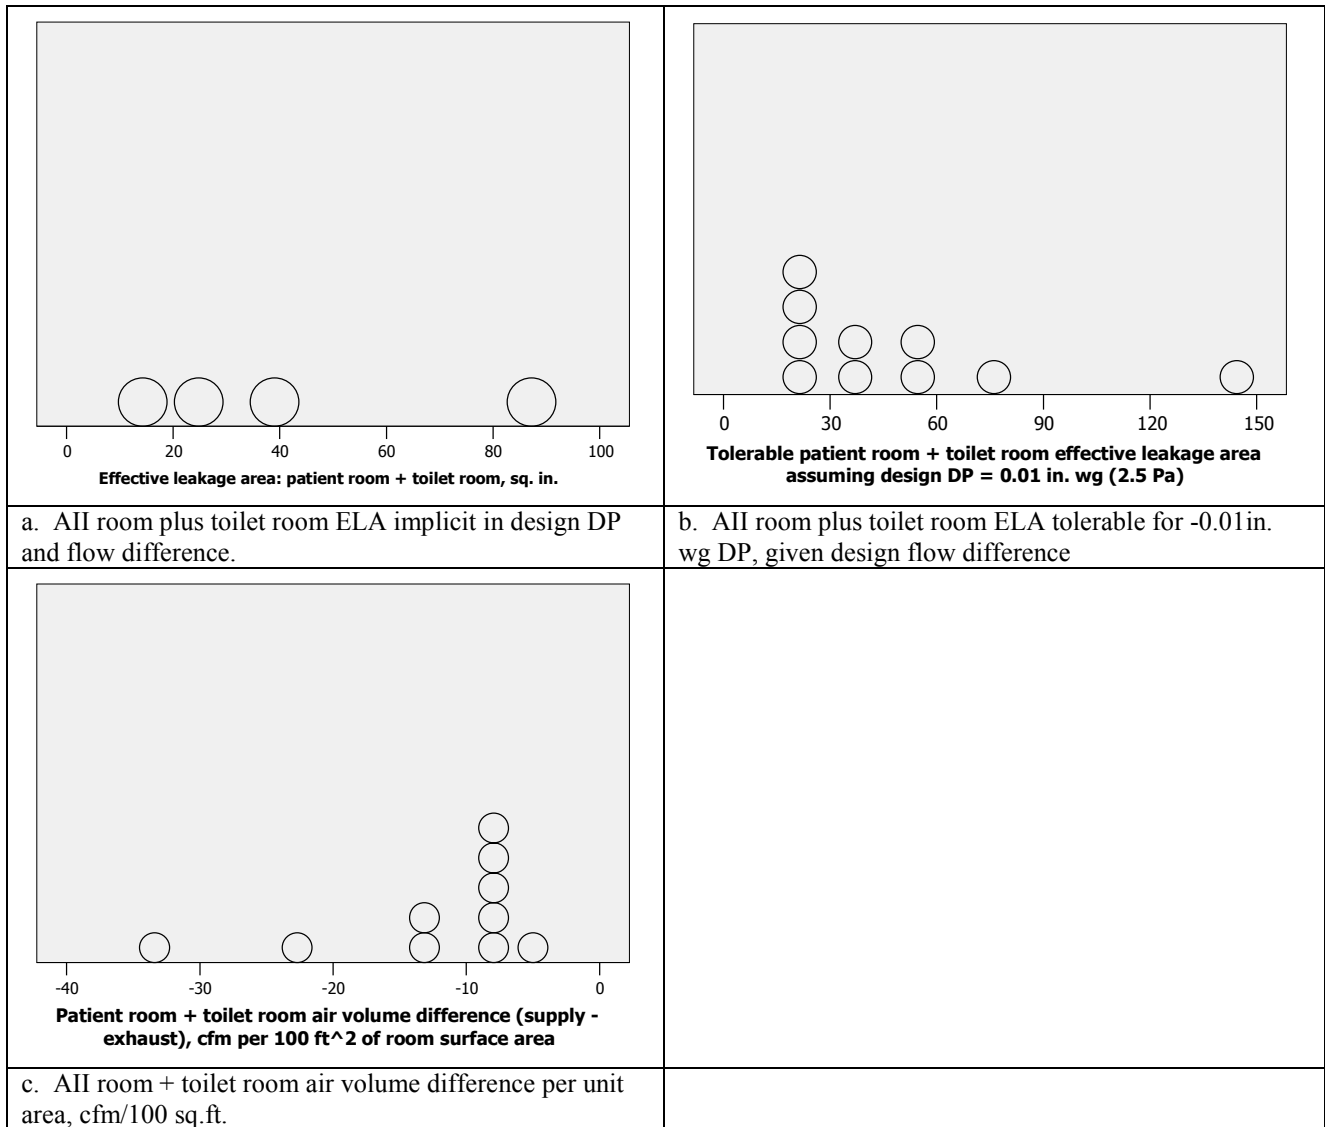 0 20 40 60 80 100
Effective leakage area: patient room + toilet room, sq. in.
a. AII room plus toilet room ELA implicit in design DP
and flow difference.
0 30 60 90 120 150
Tolerable patient room + toilet room effective leakage area
assuming design DP = 0.01 in. wg (2.5 Pa)
b. AII room plus toilet room ELA tolerable for -0.01in.
wg DP, given design flow difference
-40 -30 -20 -10 0
Patient room + toilet room air volume difference (supply -
exhaust), cfm per 100 ft^2 of room surface area
c. AII room + toilet room air volume difference per unit
area, cfm/100 sq.ft.